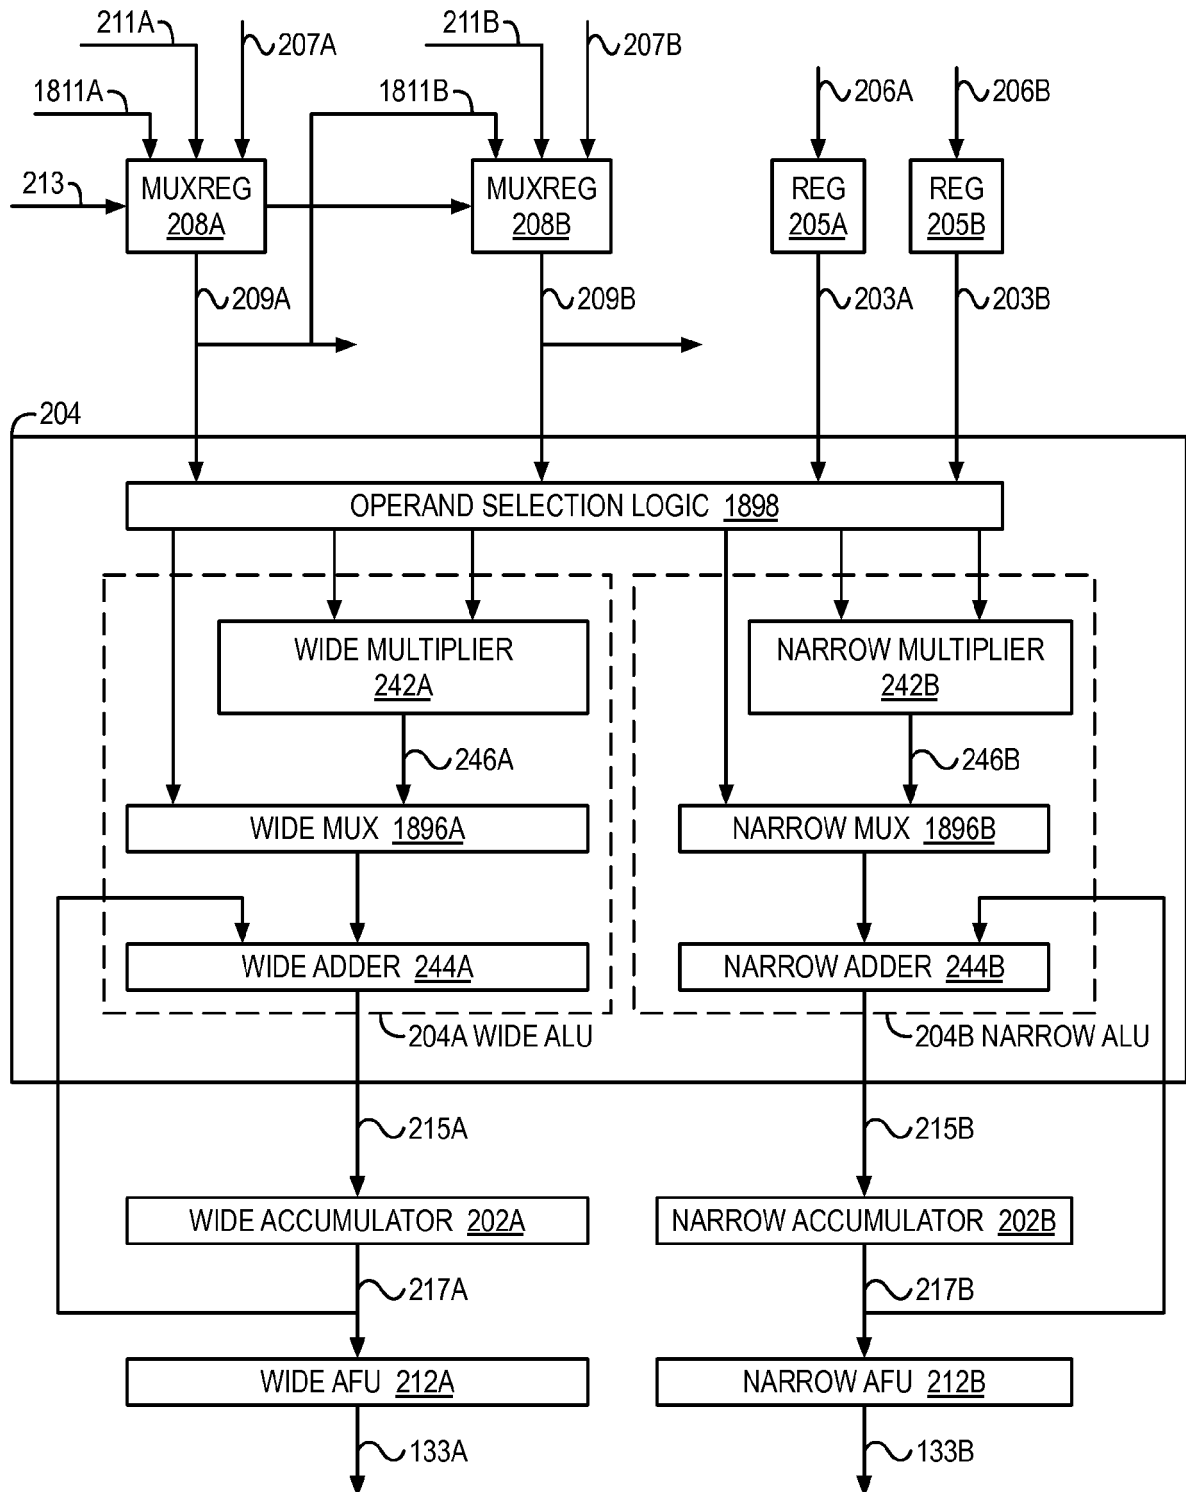 211A
207A
211B
207B
1811A
1811B
206A
206B
213
MUXREG
208A
MUXREG
208B
REG
205A
REG
205B
209A
209B
203A
203B
204
OPERAND SELECTION LOGIC 1898
WIDE MULTIPLIER
242A
NARROW MULTIPLIER
242B
246A
246B
WIDE MUX 1896A
NARROW MUX 1896B
WIDE ADDER 244A
NARROW ADDER 244B
204A WIDE ALU
204B NARROW ALU
215A
215B
WIDE ACCUMULATOR 202A
NARROW ACCUMULATOR 202B
217A
217B
WIDE AFU 212A
NARROW AFU 212B
133A
133B